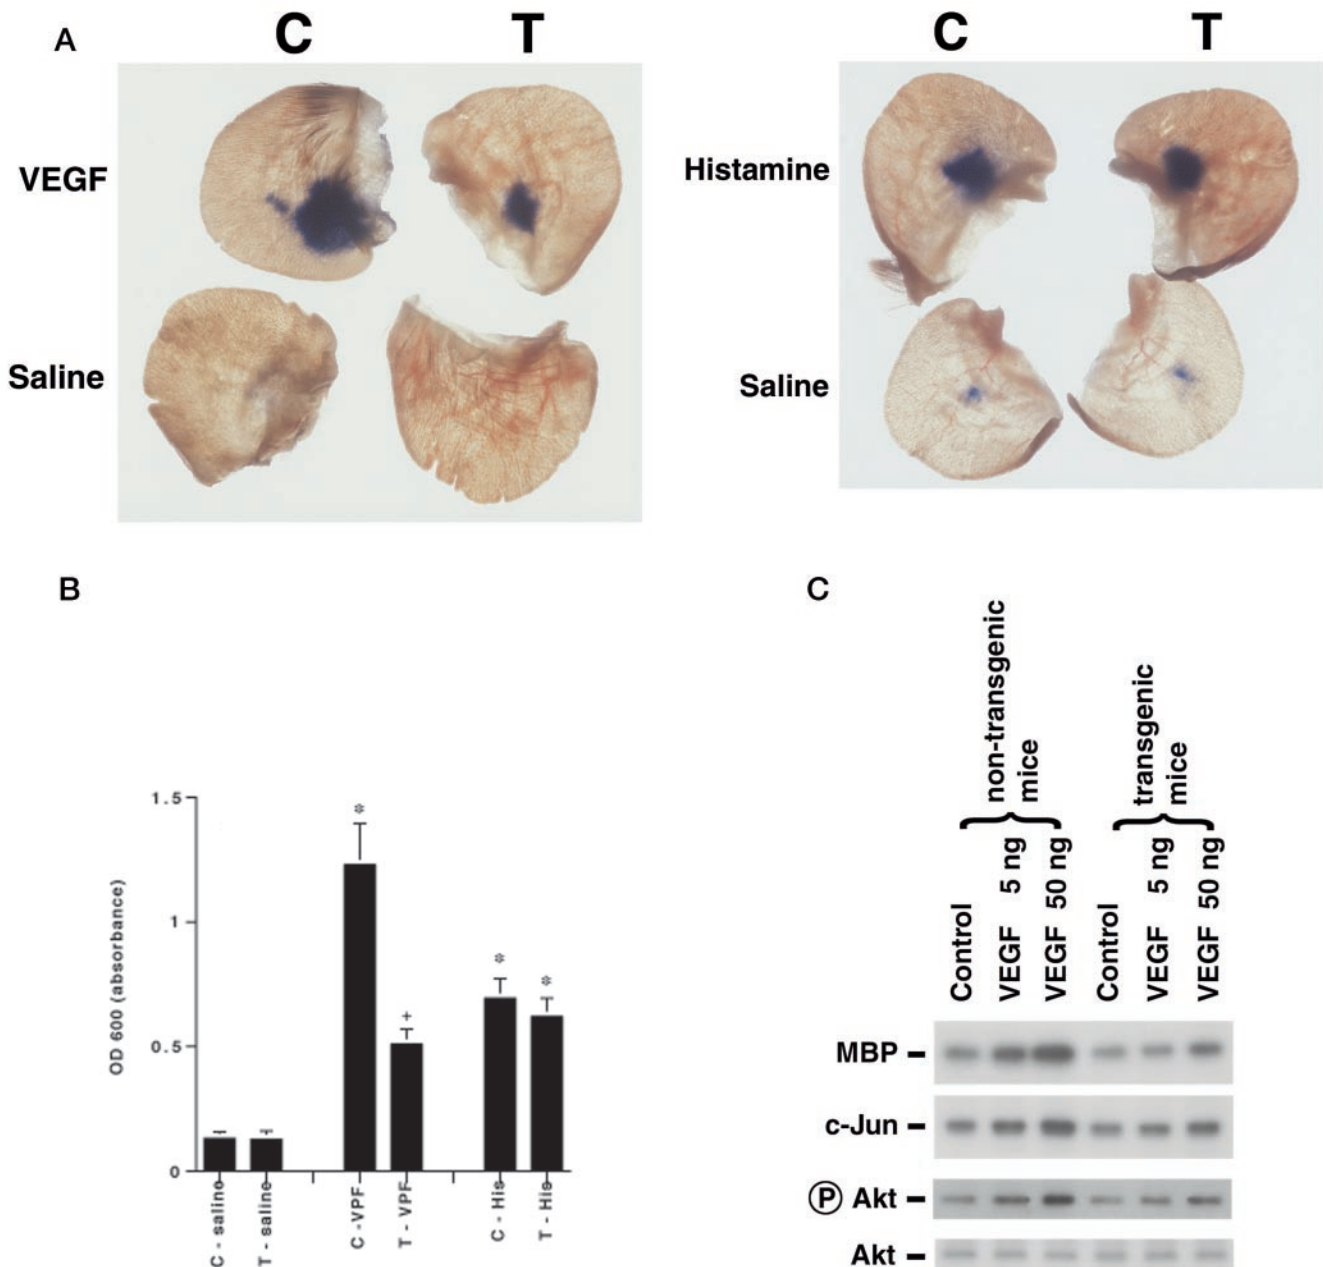 A
C
T
C
T
VEGF
Saline
Histamine
Saline
B
1.5
1
0.5
0
OD 600 (absorbance)
*
+
*
*
C - saline
T - saline
C -VPF
T - VPF
C - His
T - His
C
non-transgenic
mice
transgenic
mice
Control
VEGF 5 ng
VEGF 50 ng
Control
VEGF 5 ng
VEGF 50 ng
MBP
c-Jun
Ⓟ Akt
Akt